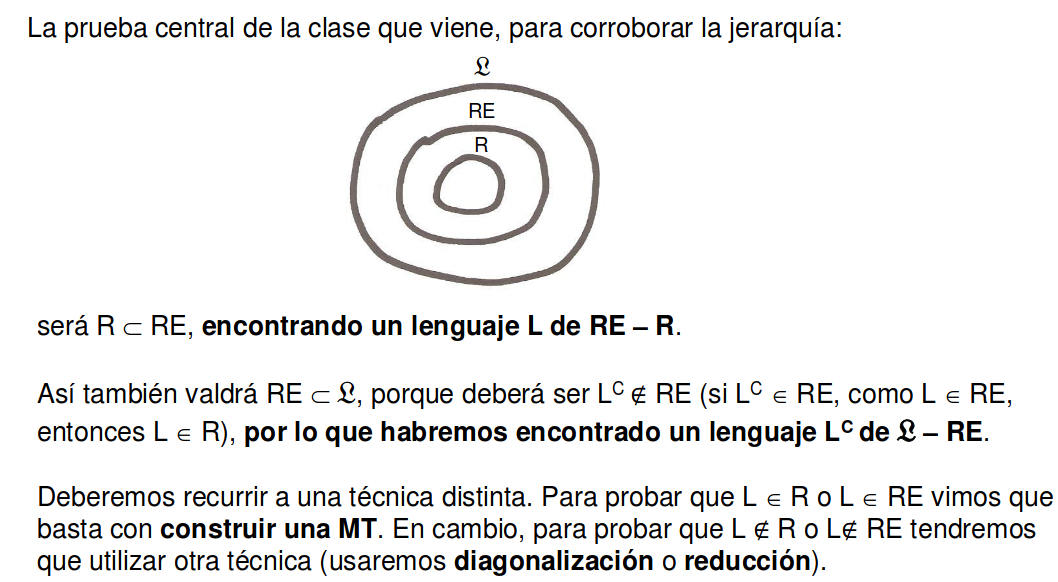 La prueba central de la clase que viene, para corroborar la jerarquía:
𝕷
RE
R
será R ⊂ RE, encontrando un lenguaje L de RE – R.
Así también valdrá RE ⊂ 𝕷, porque deberá ser Lᶜ ∉ RE (si Lᶜ ∈ RE, como L ∈ RE,
entonces L ∈ R), por lo que habremos encontrado un lenguaje Lᶜ de 𝕷 – RE.
Deberemos recurrir a una técnica distinta. Para probar que L ∈ R o L ∈ RE vimos que
basta con construir una MT. En cambio, para probar que L ∉ R o L∉ RE tendremos
que utilizar otra técnica (usaremos diagonalización o reducción).